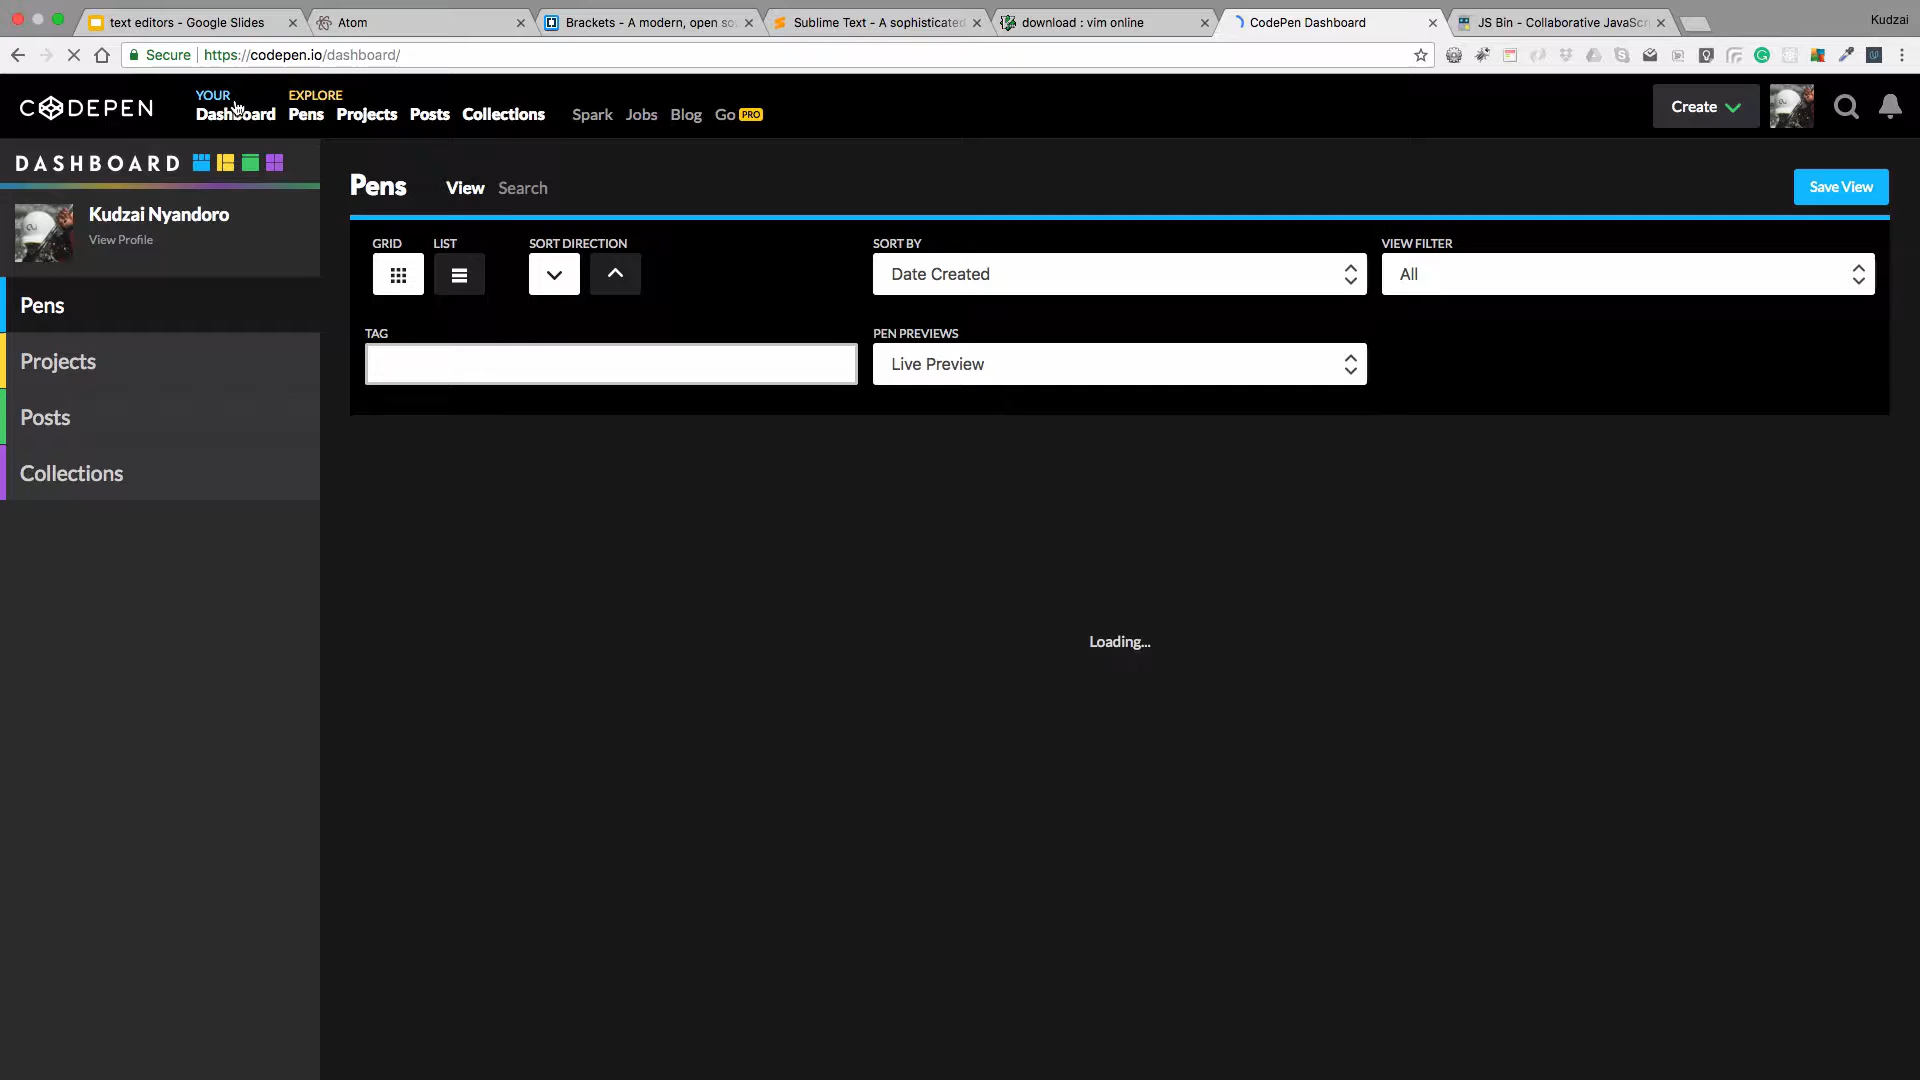 text editors - Google Slides
Atom
Brackets - A modern, open so
Sublime Text - A sophisticated
download : vim online
CodePen Dashboard
JS Bin - Collaborative JavaScri
Kudzai
Secure https://codepen.io/dashboard/
CODEPEN
YOUR
Dashboard
EXPLORE
Pens Projects Posts Collections
Spark Jobs Blog Go PRO
Create
DASHBOARD
Kudzai Nyandoro
View Profile
Pens
Projects
Posts
Collections
Pens View Search
Save View
GRID LIST SORT DIRECTION SORT BY VIEW FILTER
Date Created All
TAG PEN PREVIEWS
Live Preview
Loading...